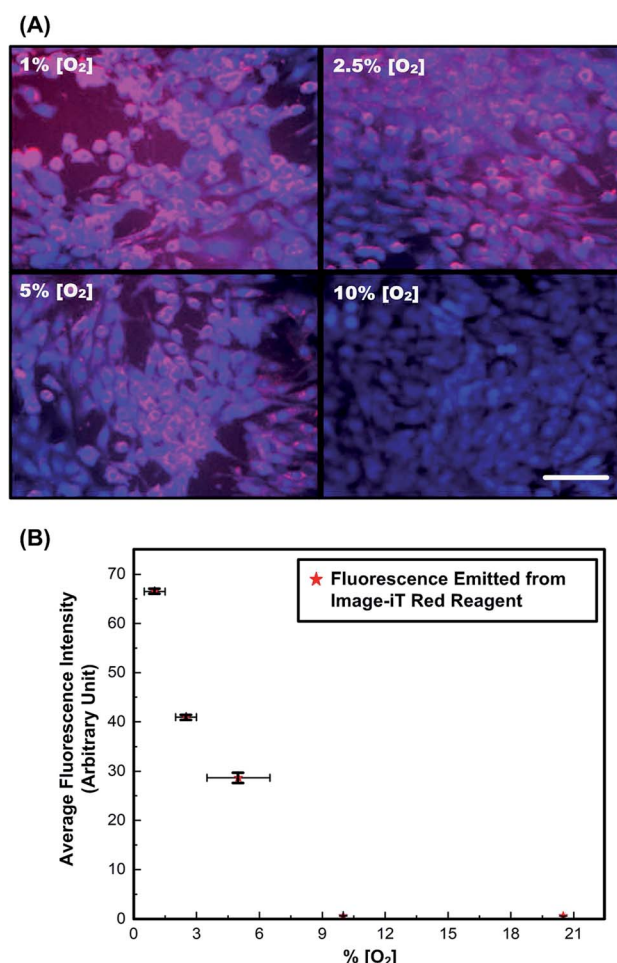 (A)
1% [O₂]
2.5% [O₂]
5% [O₂]
10% [O₂]
(B)
Average Fluorescence Intensity
(Arbitrary Unit)
70
60
50
40
30
20
10
0
★ Fluorescence Emitted from
Image-iT Red Reagent
0 3 6 9 12 15 18 21
% [O₂]